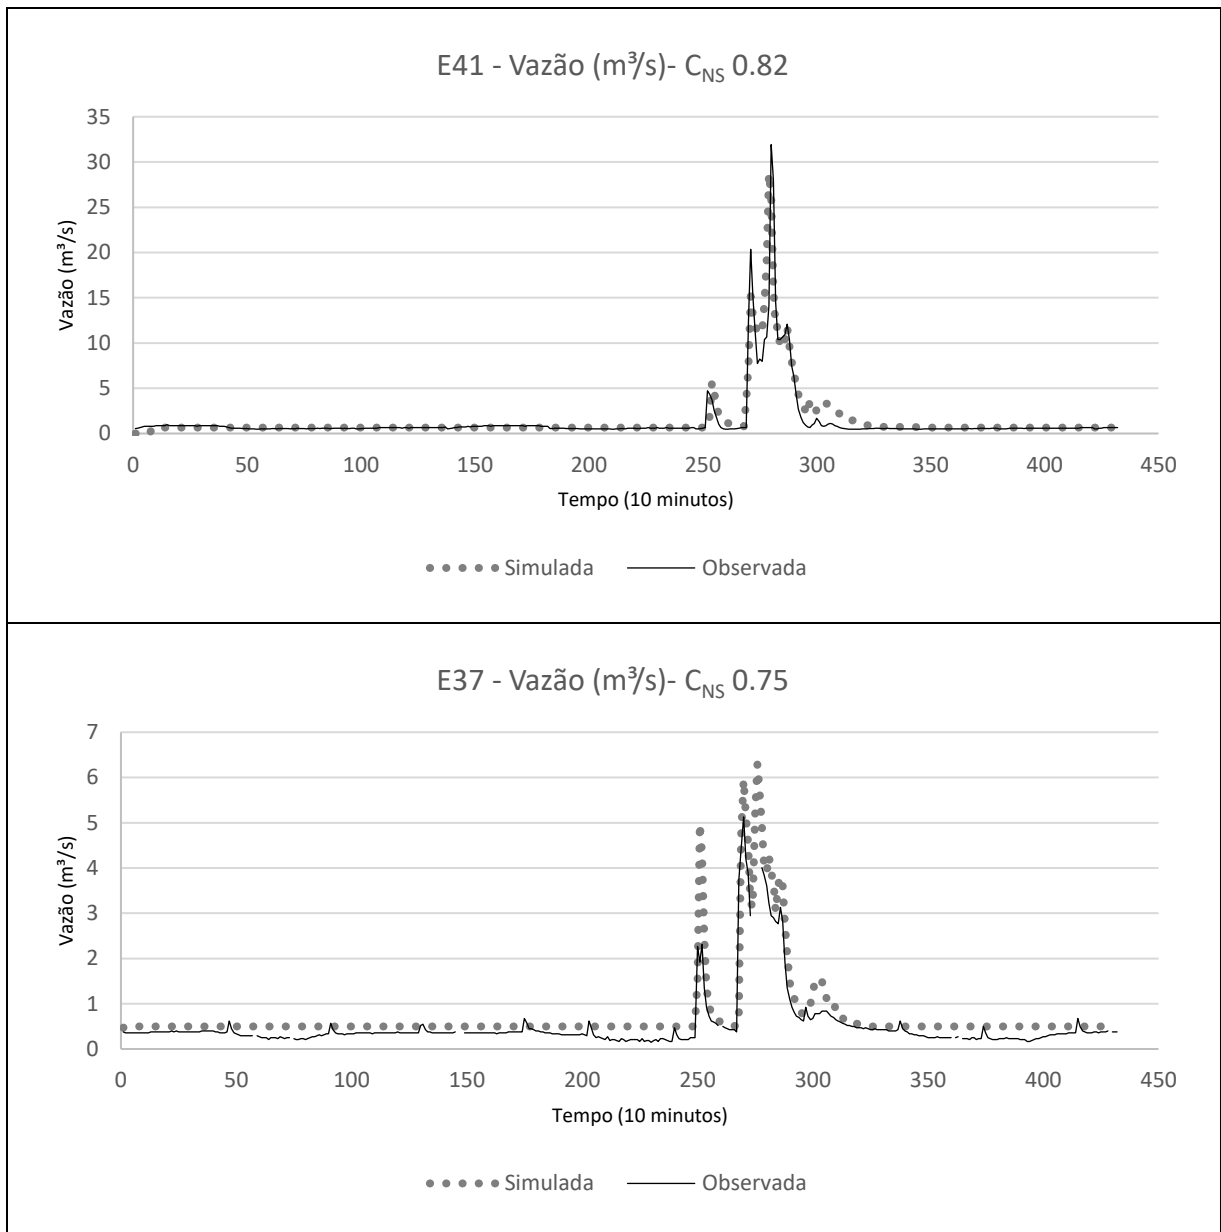 E41 - Vazão (m³/s)- C_NS 0.82
35
30
25
20
15
10
5
0
Vazão (m³/s)
0 50 100 150 200 250 300 350 400 450
Tempo (10 minutos)
Simulada Observada
E37 - Vazão (m³/s)- C_NS 0.75
7
6
5
4
3
2
1
0
Vazão (m³/s)
0 50 100 150 200 250 300 350 400 450
Tempo (10 minutos)
Simulada Observada